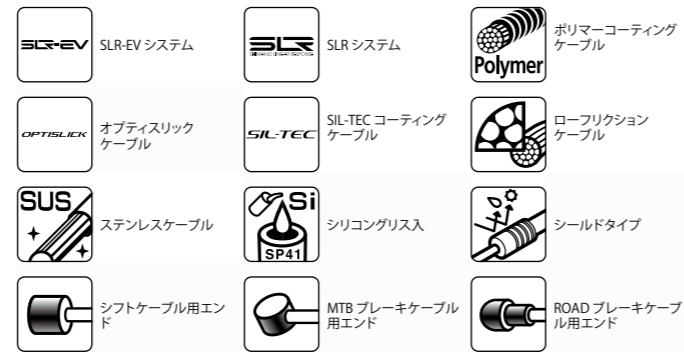 SLR-EV
SLR-EV システム
SLR
SHIMANO LINEAR RESPONSE
SLR システム
Polymer
ポリマーコーティング
ケーブル
OPTISLICK
オプティスリック
ケーブル
SIL-TEC
SIL-TEC コーティング
ケーブル
ローフリクション
ケーブル
SUS
ステンレスケーブル
Si
SP41
シリコングリス入
シールドタイプ
シフトケーブル用エン
ド
MTB ブレーキケーブル
用エンド
ROAD ブレーキケーブ
ル用エンド